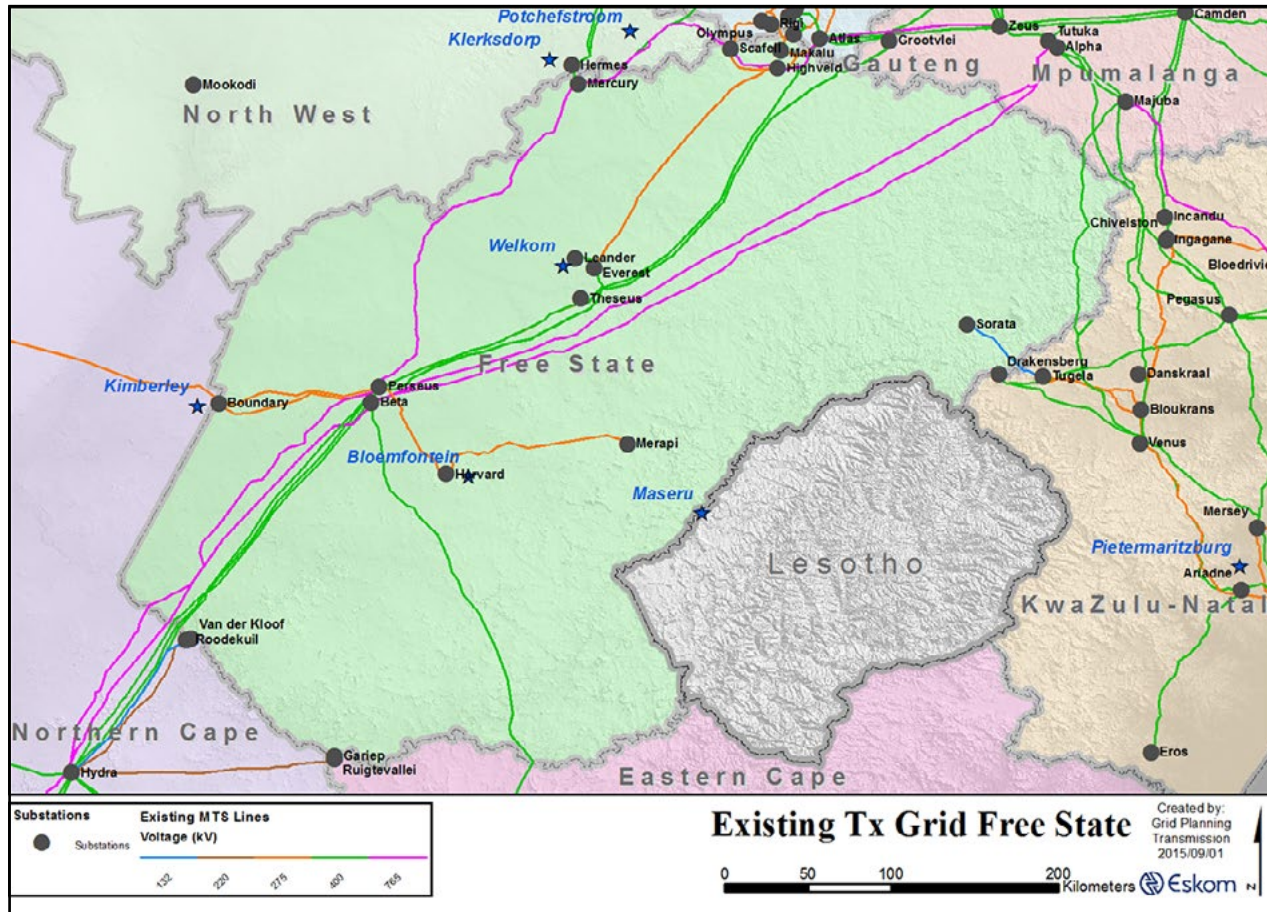 Potchefstroom
Klerksdorp
Olympus
Rigi
Scafell
Makalu
Highveld
Atlas
Grootvlei
Gauteng
Zeus
Camden
Tutuka
Alpha
Mpumalanga
Majuba
Mookodi
North West
Hermes
Mercury
Welkom
Leander
Everest
Theseus
Chivelston
Incandu
Ingagane
Bloedrivie
Pegasus
Sorata
Drakensberg
Tugela
Danskraal
Bloukrans
Venus
Free State
Kimberley
Boundary
Perseus
Beta
Bloemfontein
Harvard
Merapi
Maseru
Lesotho
Mersey
Pietermaritzburg
Ariadne
KwaZulu-Natal
Van der Kloof
Roodekuil
Northern Cape
Hydra
Gariep
Ruigtevallei
Eastern Cape
Eros
Substations
Substations
Existing MTS Lines
Voltage (kV)
132 220 275 400 765
Existing Tx Grid Free State
Created by:
Grid Planning
Transmission
2015/09/01
0 50 100 200
Kilometers
Eskom
N